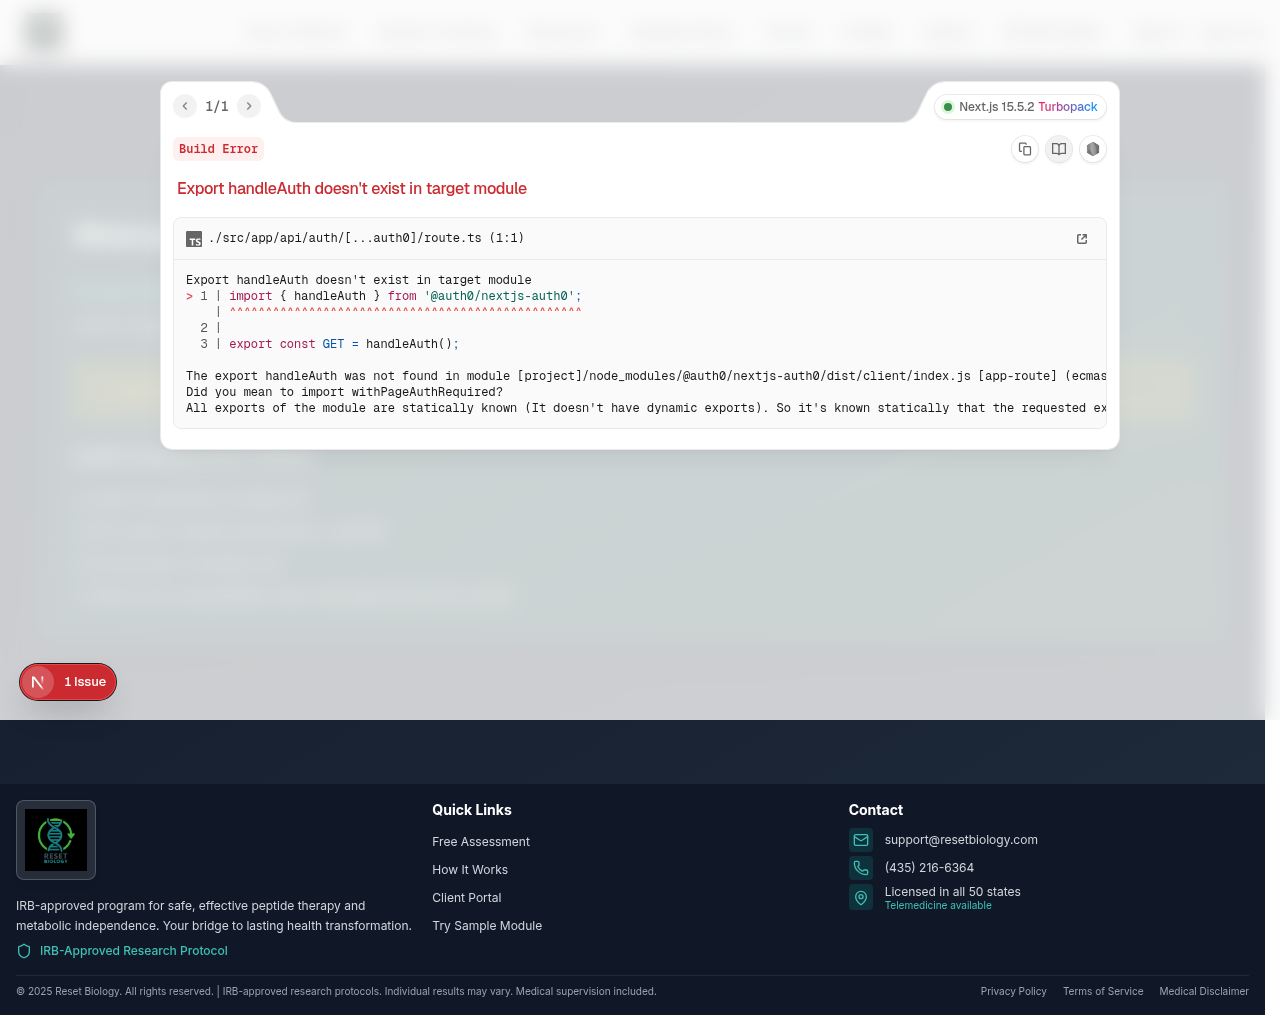 1/1
Next.js 15.5.2 Turbopack
Build Error
Export handleAuth doesn't exist in target module
TS ./src/app/api/auth/[...auth0]/route.ts (1:1)
Export handleAuth doesn't exist in target module
> 1 | import { handleAuth } from '@auth0/nextjs-auth0';
    | ^^^^^^^^^^^^^^^^^^^^^^^^^^^^^^^^^^^^^^^^^^^^^^^^^
  2 |
  3 | export const GET = handleAuth();
The export handleAuth was not found in module [project]/node_modules/@auth0/nextjs-auth0/dist/client/index.js [app-route] (ecmas
Did you mean to import withPageAuthRequired?
All exports of the module are statically known (It doesn't have dynamic exports). So it's known statically that the requested ex
N 1 Issue
RESET
BIOLOGY
IRB-approved program for safe, effective peptide therapy and
metabolic independence. Your bridge to lasting health transformation.
IRB-Approved Research Protocol
Quick Links
Free Assessment
How It Works
Client Portal
Try Sample Module
Contact
support@resetbiology.com
(435) 216-6364
Licensed in all 50 states
Telemedicine available
© 2025 Reset Biology. All rights reserved. | IRB-approved research protocols. Individual results may vary. Medical supervision included.
Privacy Policy Terms of Service Medical Disclaimer